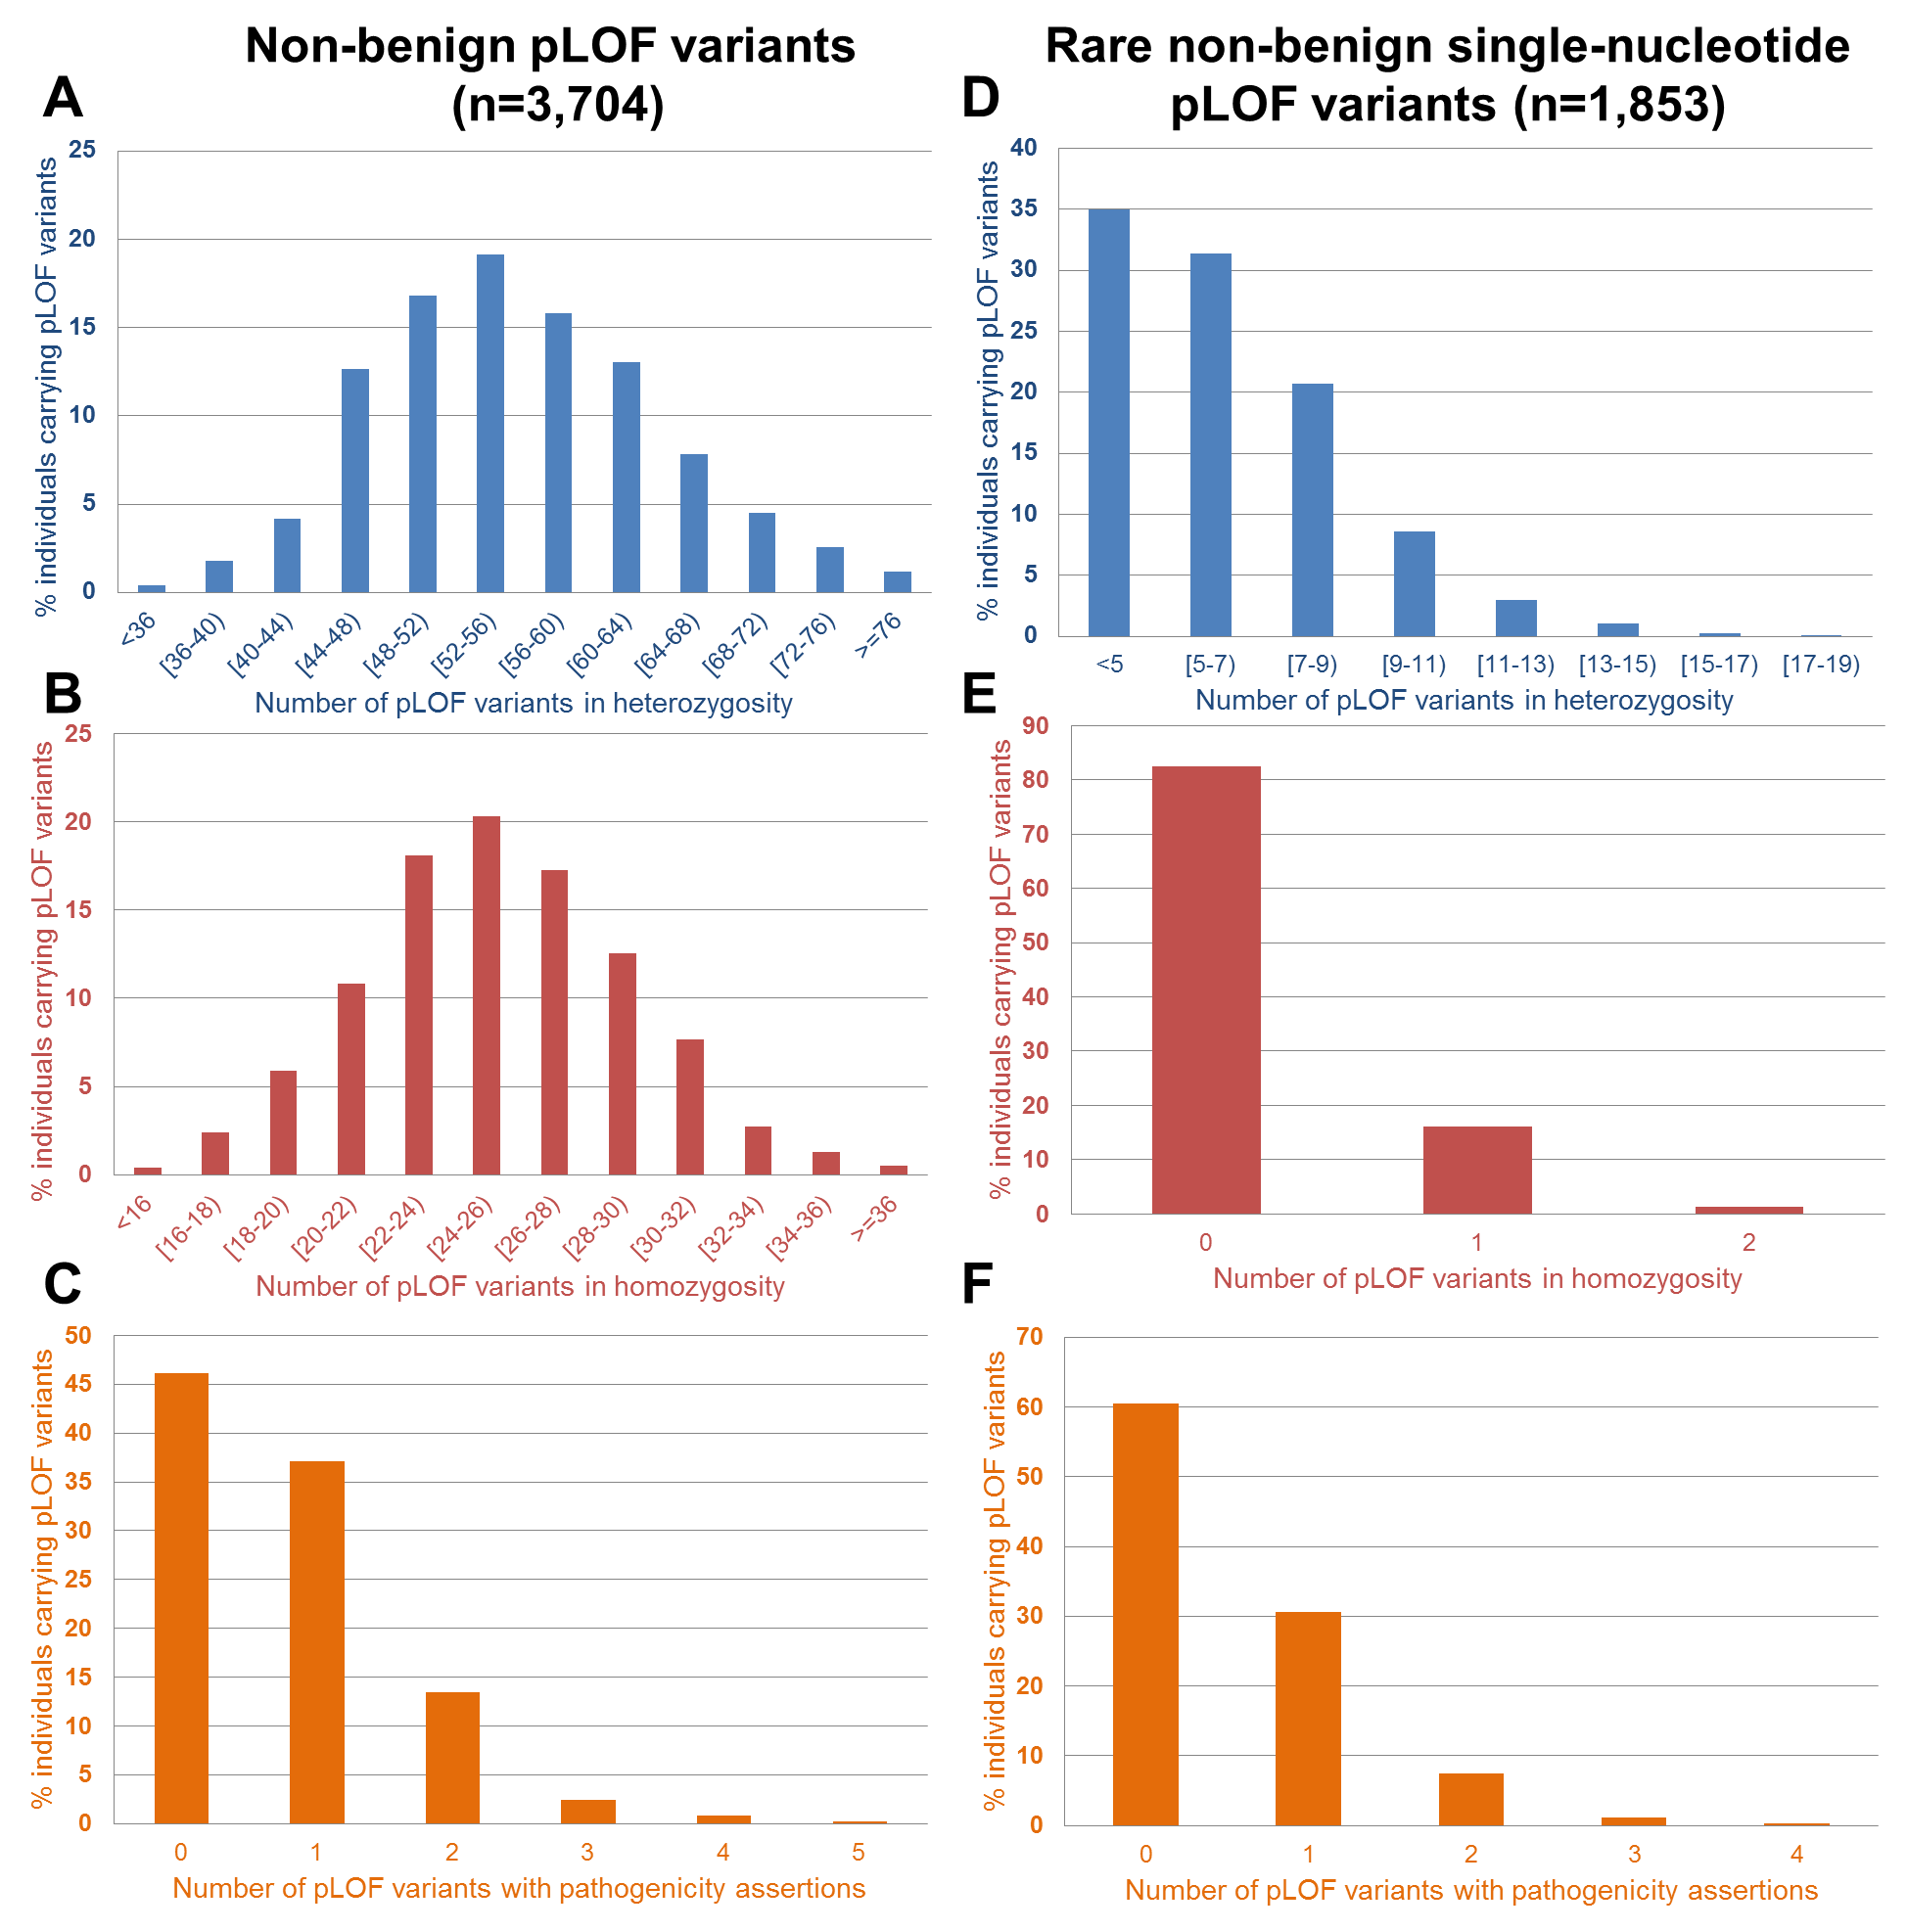 Non-benign pLOF variants
(n=3,704)
A
% individuals carrying pLOF variants
25
20
15
10
5
0
<36
[36-40)
[40-44)
[44-48)
[48-52)
[52-56)
[56-60)
[60-64)
[64-68)
[68-72)
[72-76)
>=76
Number of pLOF variants in heterozygosity
B
% individuals carrying pLOF variants
25
20
15
10
5
0
<16
[16-18)
[18-20)
[20-22)
[22-24)
[24-26)
[26-28)
[28-30)
[30-32)
[32-34)
[34-36)
>=36
Number of pLOF variants in homozygosity
C
% individuals carrying pLOF variants
50
45
40
35
30
25
20
15
10
5
0
0 1 2 3 4 5
Number of pLOF variants with pathogenicity assertions
Rare non-benign single-nucleotide
pLOF variants (n=1,853)
D
% individuals carrying pLOF variants
40
35
30
25
20
15
10
5
0
<5 [5-7) [7-9) [9-11) [11-13) [13-15) [15-17) [17-19)
Number of pLOF variants in heterozygosity
E
% individuals carrying pLOF variants
90
80
70
60
50
40
30
20
10
0
0 1 2
Number of pLOF variants in homozygosity
F
% individuals carrying pLOF variants
70
60
50
40
30
20
10
0
0 1 2 3 4
Number of pLOF variants with pathogenicity assertions